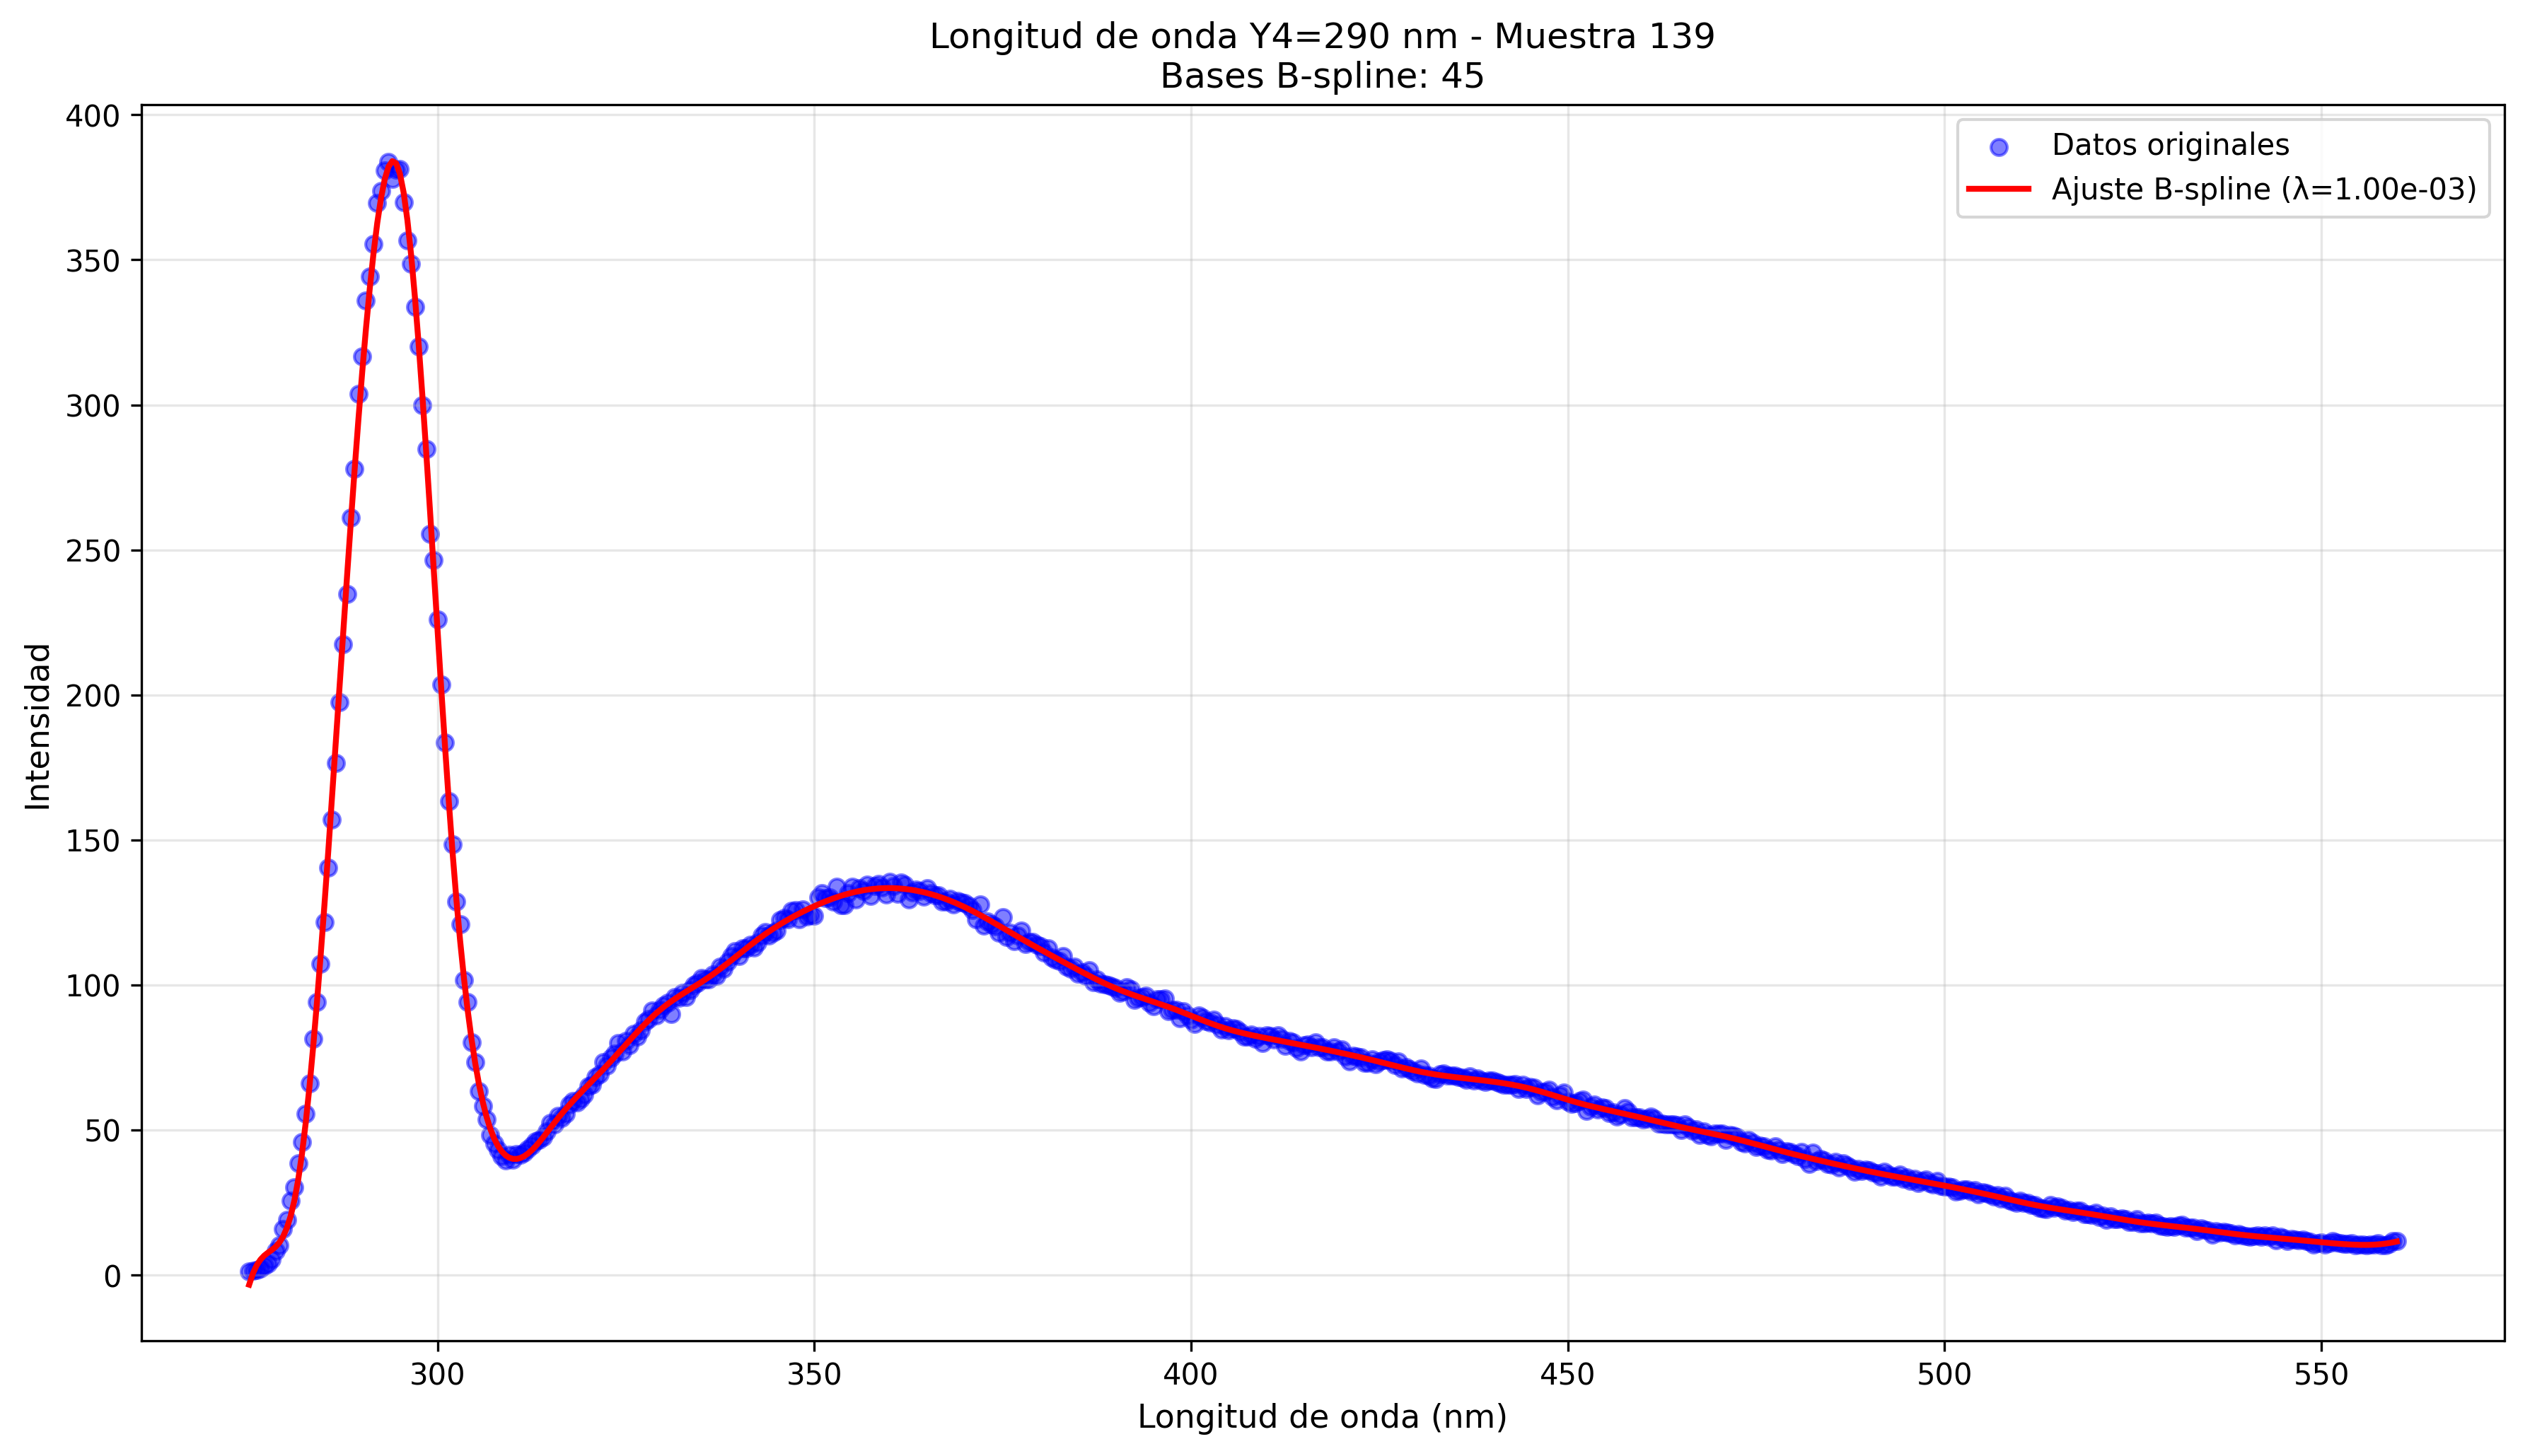 Longitud de onda Y4=290 nm - Muestra 139
Bases B-spline: 45
Datos originales
Ajuste B-spline (λ=1.00e-03)
Intensidad
400
350
300
250
200
150
100
50
0
300 350 400 450 500 550
Longitud de onda (nm)